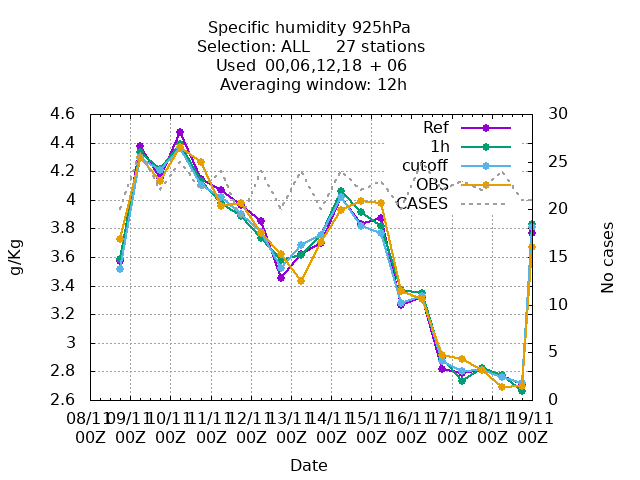 Specific humidity 925hPa
Selection: ALL 27 stations
Used 00,06,12,18 + 06
Averaging window: 12h
4.6
4.4
4.2
4
3.8
3.6
3.4
3.2
3
2.8
2.6
g/Kg
Ref
1h
cutoff
OBS
CASES
30
25
20
15
10
5
0
No cases
08/11 09/11 10/11 11/11 12/11 13/11 14/11 15/11 16/11 17/11 18/11 19/11
00Z 00Z 00Z 00Z 00Z 00Z 00Z 00Z 00Z 00Z 00Z 00Z
Date